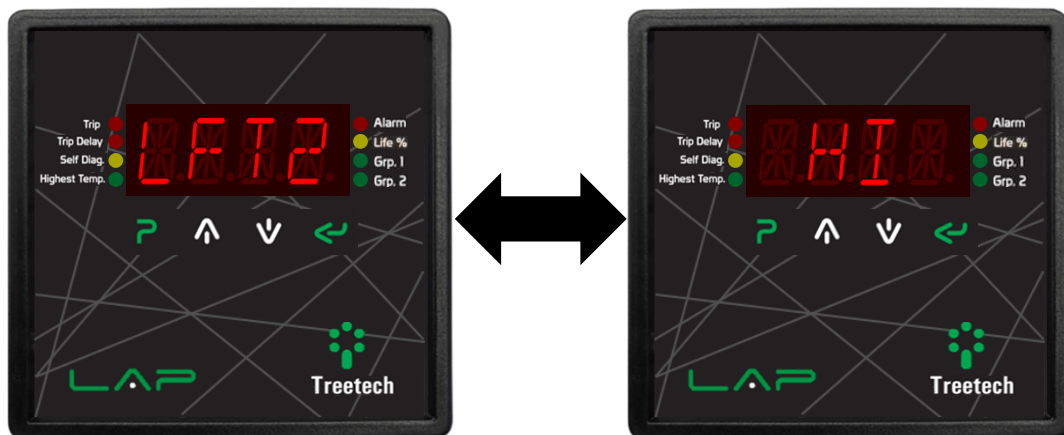 LFT2
Trip
Trip Delay
Self Diag.
Highest Temp.
Alarm
Life %
Grp. 1
Grp. 2
LAP
Treetech
HI
Trip
Trip Delay
Self Diag.
Highest Temp.
Alarm
Life %
Grp. 1
Grp. 2
LAP
Treetech